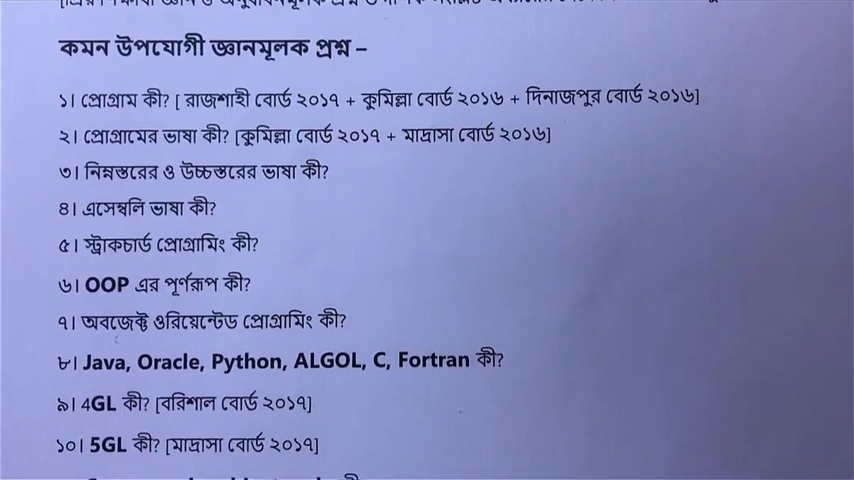 কমন উপযোগী জ্ঞানমূলক প্রশ্ন –
১। প্রোগ্রাম কী? [ রাজশাহী বোর্ড ২০১৭ + কুমিল্লা বোর্ড ২০১৬ + দিনাজপুর বোর্ড ২০১৬]
২। প্রোগ্রামের ভাষা কী? [কুমিল্লা বোর্ড ২০১৭ + মাদ্রাসা বোর্ড ২০১৬]
৩। নিম্নস্তরের ও উচ্চস্তরের ভাষা কী?
৪। এসেম্বলি ভাষা কী?
৫। স্ট্রাকচার্ড প্রোগ্রামিং কী?
৬। OOP এর পূর্ণরূপ কী?
৭। অবজেক্ট ওরিয়েন্টেড প্রোগ্রামিং কী?
৮। Java, Oracle, Python, ALGOL, C, Fortran কী?
৯। 4GL কী? [বরিশাল বোর্ড ২০১৭]
১০। 5GL কী? [মাদ্রাসা বোর্ড ২০১৭]